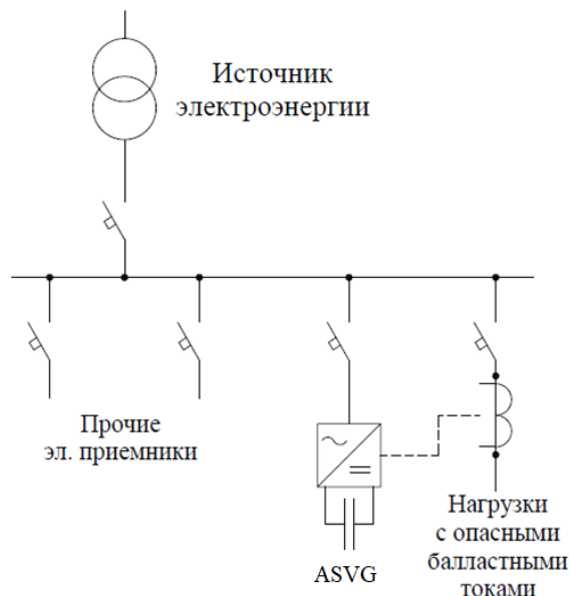 Источник
электроэнергии
Прочие
эл. приемники
ASVG
Нагрузки
с опасными
балластными
токами